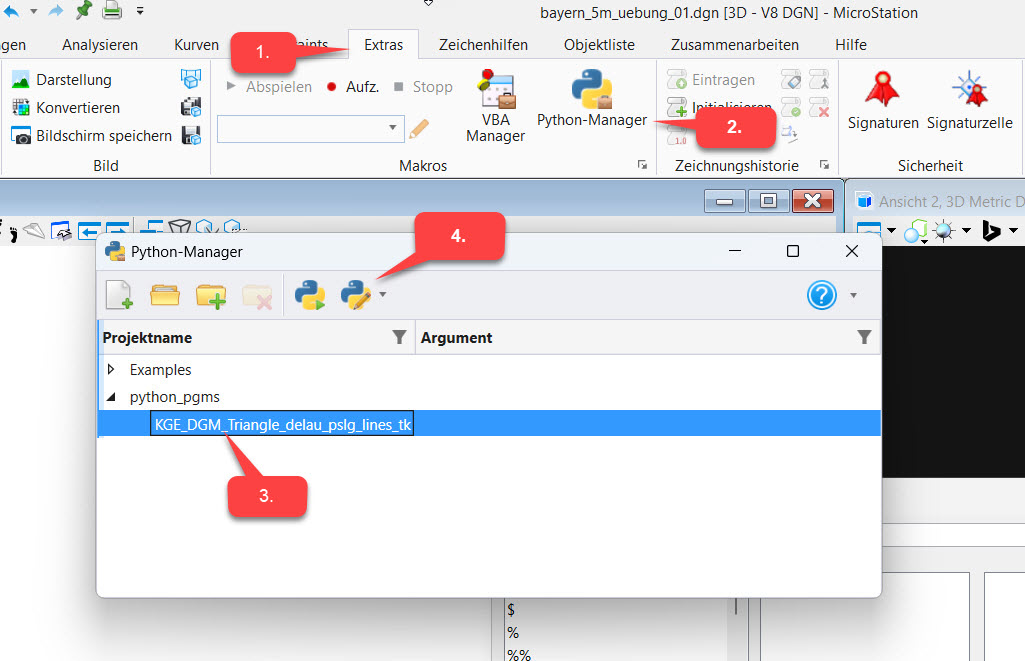 bayern_5m_uebung_01.dgn [3D - V8 DGN] - MicroStation
gen Analysieren Kurven aints Extras Zeichenhilfen Objektliste Zusammenarbeiten Hilfe
1.
Darstellung
Konvertieren
Bildschirm speichern
Bild
Abspielen Aufz. Stopp
VBA
Manager
Python-Manager
Makros
2.
Eintragen
Initialisieren
1.0
Zeichnungshistorie
Signaturen Signaturzelle
Sicherheit
Ansicht 2, 3D Metric D
4.
Python-Manager
Projektname Argument
Examples
python_pgms
KGE_DGM_Triangle_delau_pslg_lines_tk
3.
$
%
%%